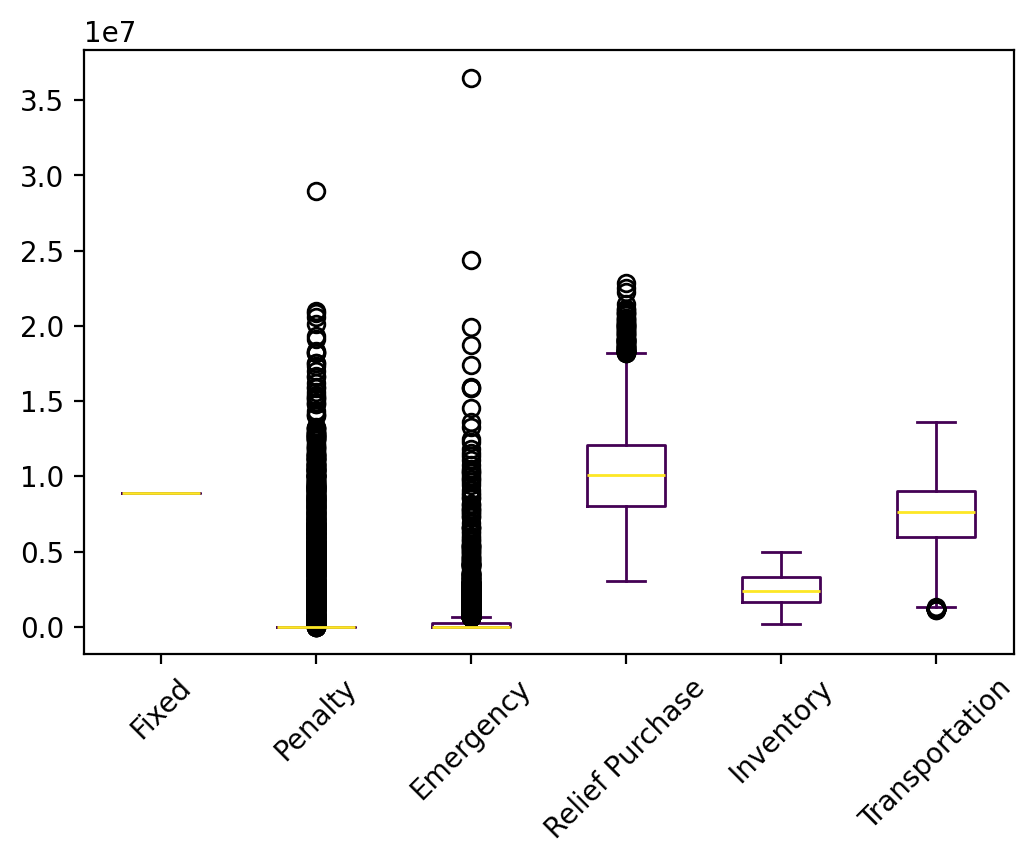 1e7
3.5
3.0
2.5
2.0
1.5
1.0
0.5
0.0
Fixed
Penalty
Emergency
Relief Purchase
Inventory
Transportation